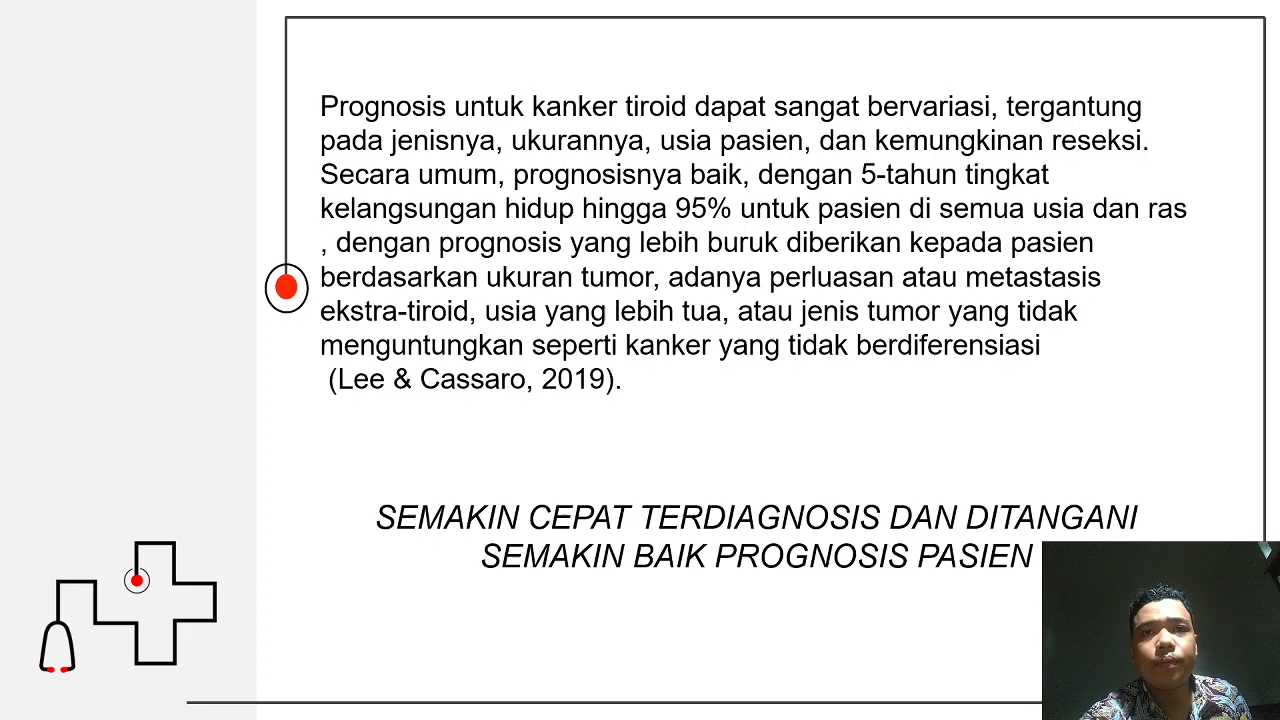 Prognosis untuk kanker tiroid dapat sangat bervariasi, tergantung
pada jenisnya, ukurannya, usia pasien, dan kemungkinan reseksi.
Secara umum, prognosisnya baik, dengan 5-tahun tingkat
kelangsungan hidup hingga 95% untuk pasien di semua usia dan ras
, dengan prognosis yang lebih buruk diberikan kepada pasien
berdasarkan ukuran tumor, adanya perluasan atau metastasis
ekstra-tiroid, usia yang lebih tua, atau jenis tumor yang tidak
menguntungkan seperti kanker yang tidak berdiferensiasi
(Lee & Cassaro, 2019).
SEMAKIN CEPAT TERDIAGNOSIS DAN DITANGANI
SEMAKIN BAIK PROGNOSIS PASIEN